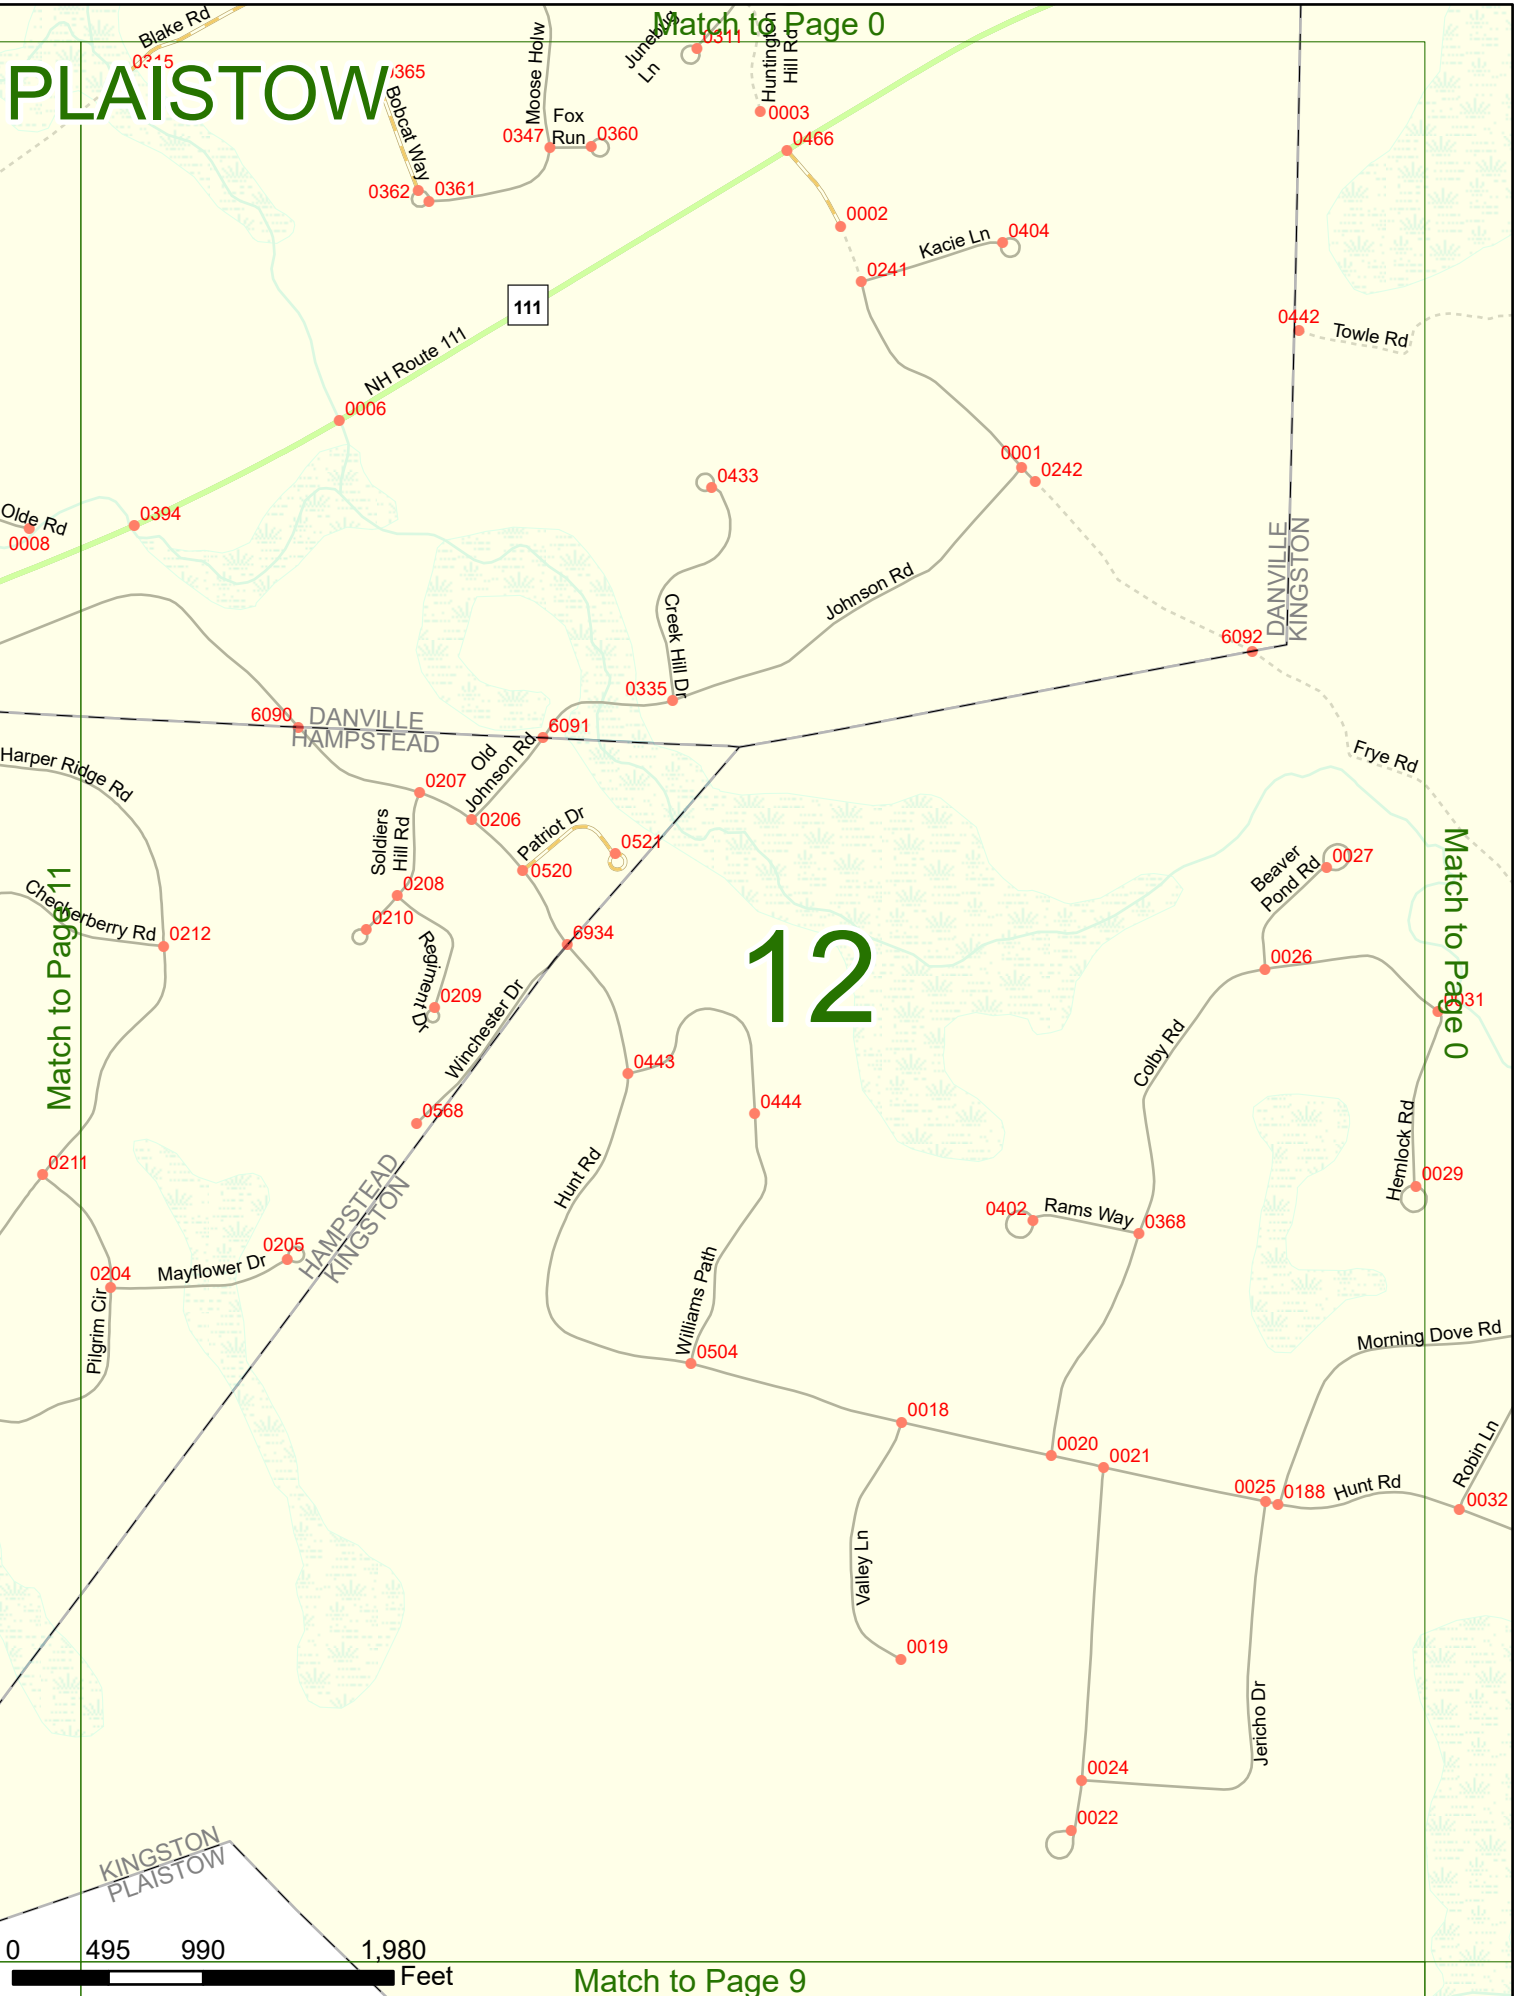 Match to Page 0
Blake Rd
0315
PLAISTOW
0365
Bobcat Way
Moose Holw
Junebug
Ln
0311
Huntington
Hill Rd
0003
Fox
Run
0347
0360
0466
0362
0361
0002
Kacie Ln
0404
0241
111
0442
Towle Rd
NH Route 111
0006
0001
0242
0433
Olde Rd
0008
0394
DANVILLE
KINGSTON
Johnson Rd
Creek Hill Dr
6092
0335
6090
DANVILLE
HAMPSTEAD
6091
Old
Johnson Rd
Harper Ridge Rd
Frye Rd
0207
0206
Soldiers
Hill Rd
Patriot Dr
0521
0520
Beaver
Pond Rd
0027
Match to Page 11
Match to Page 0
Checkerberry Rd
0212
0208
0210
Regiment Dr
0209
6934
12
0026
0031
Winchester Dr
Colby Rd
0443
0444
0568
Hemlock Rd
0029
0211
Hunt Rd
HAMPSTEAD
KINGSTON
0402
Rams Way
0368
0205
0204
Mayflower Dr
Pilgrim Cir
Williams Path
0504
Morning Dove Rd
0018
0020
0021
0025
0188
Hunt Rd
Robin Ln
0032
Valley Ln
0019
Jericho Dr
0024
0022
KINGSTON
PLAISTOW
0 495 990 1,980
Feet
Match to Page 9